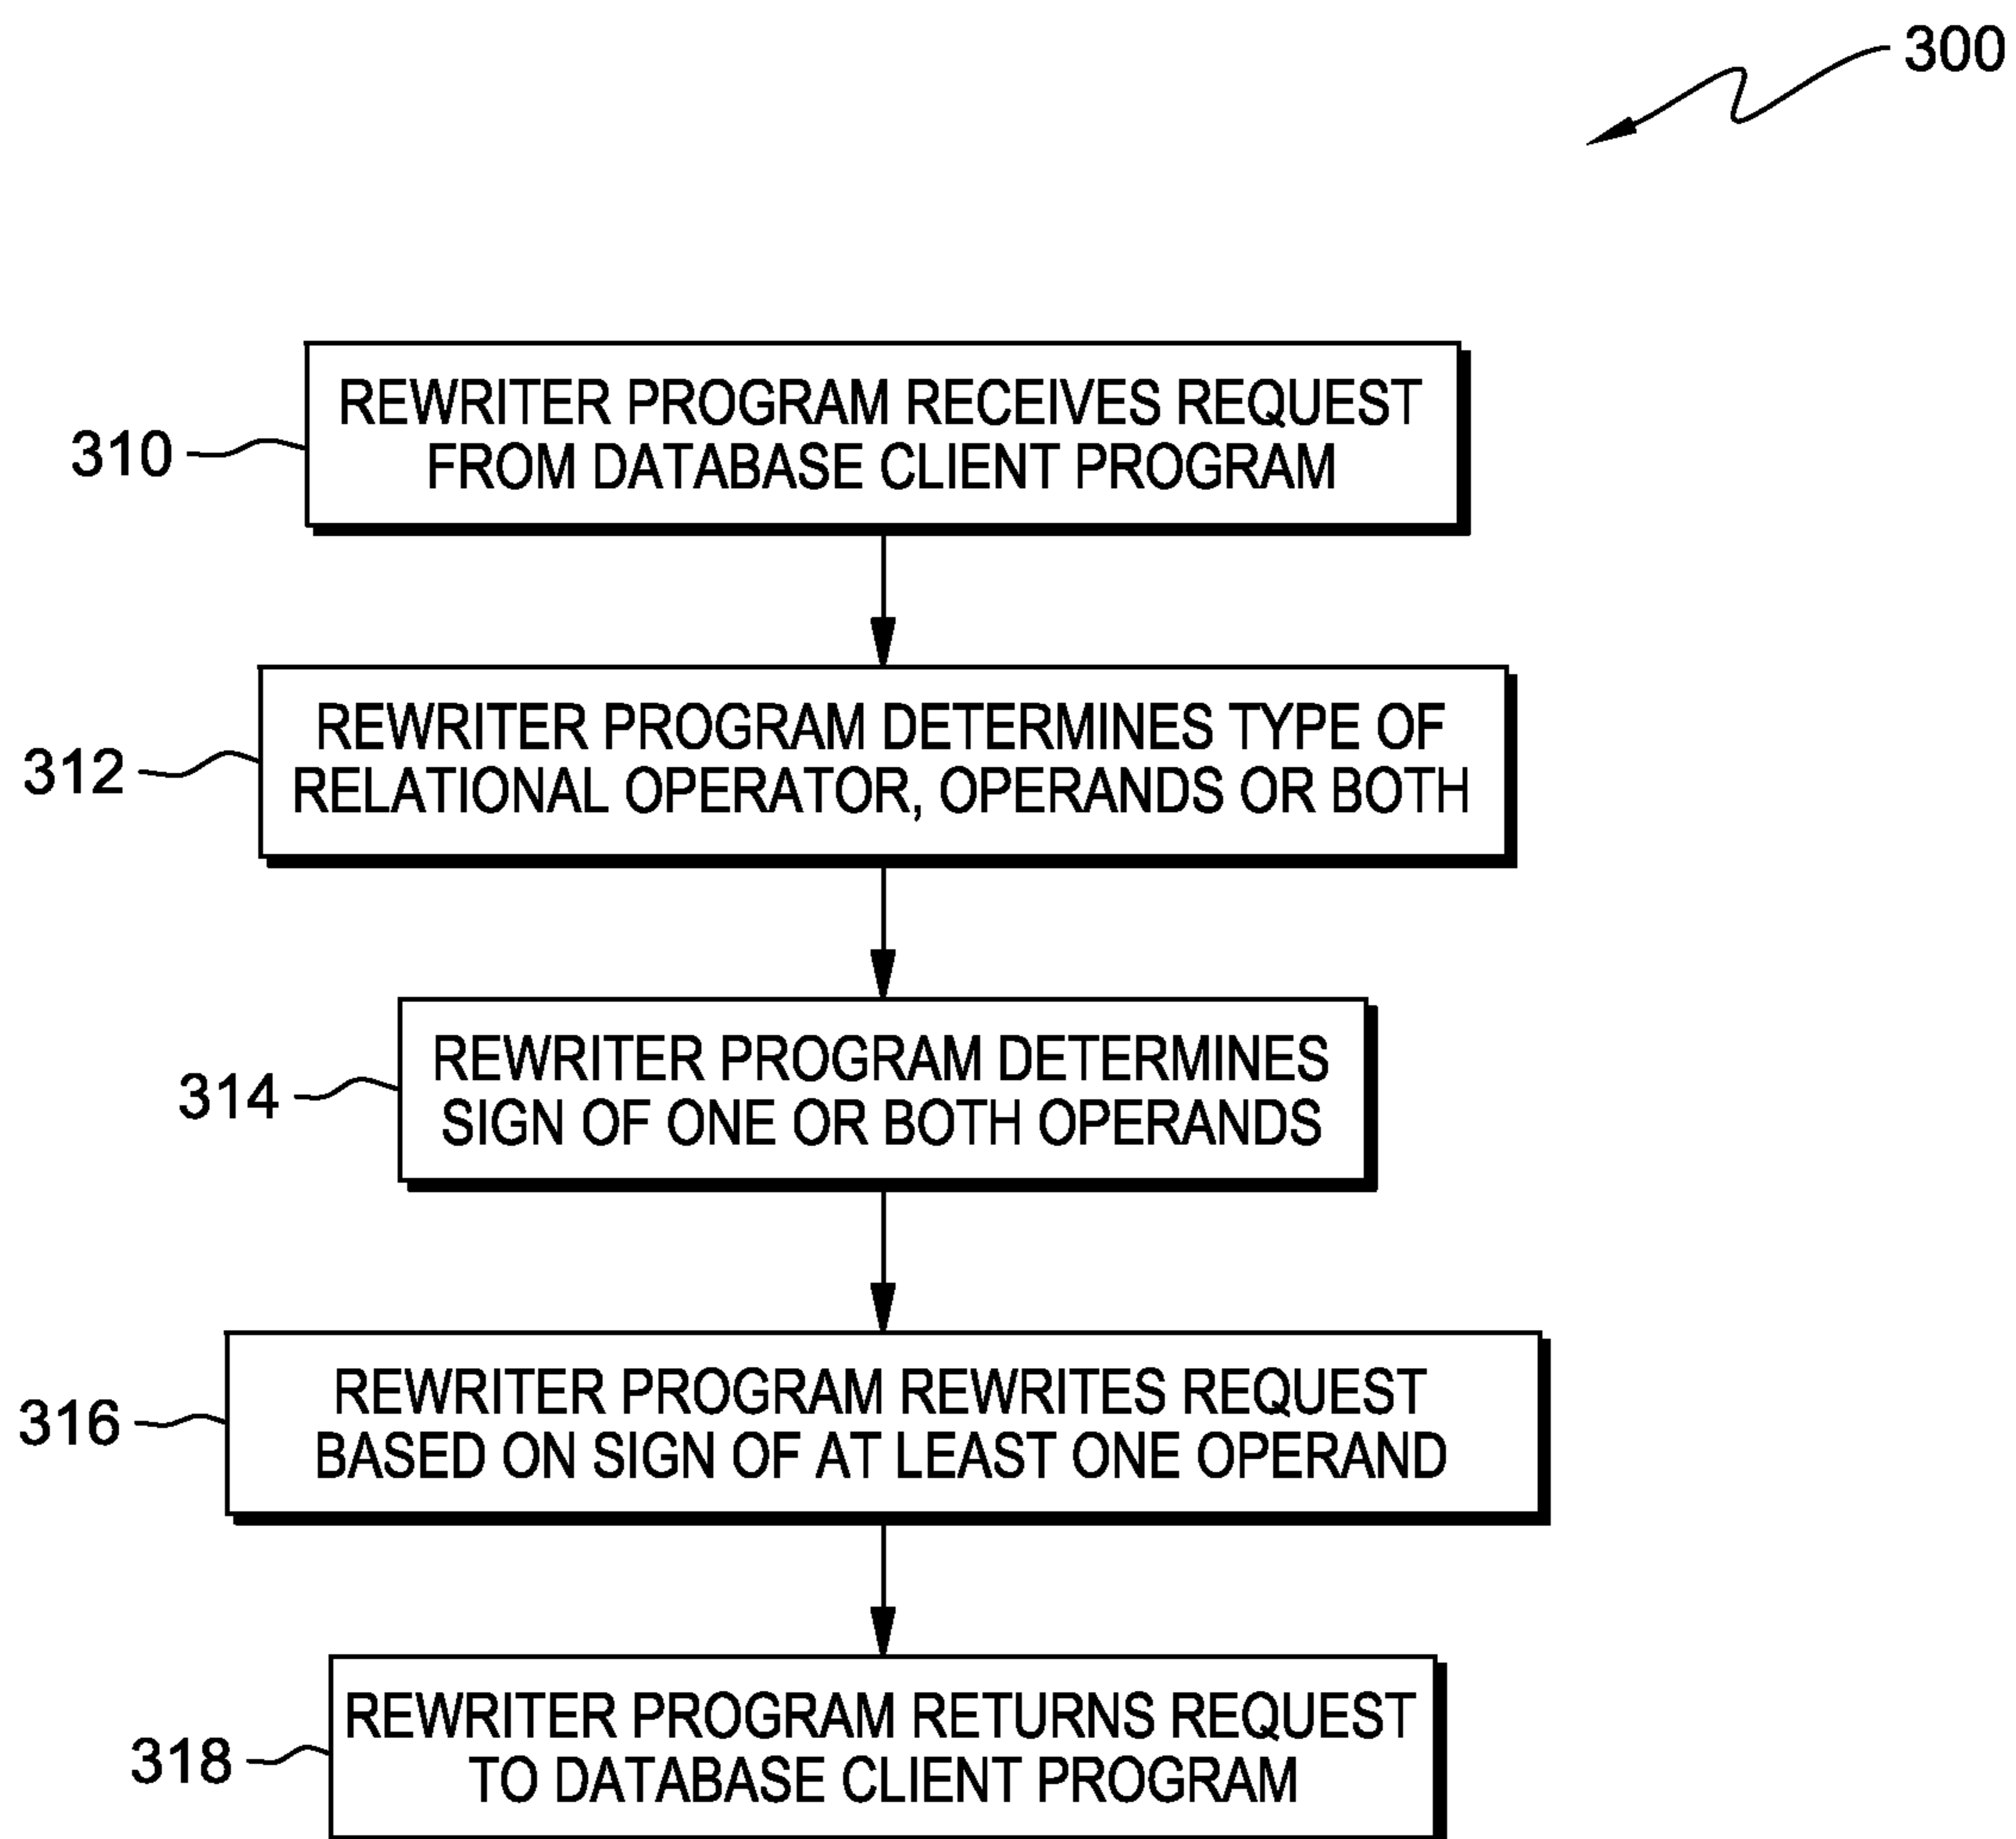 300
310
REWRITER PROGRAM RECEIVES REQUEST
FROM DATABASE CLIENT PROGRAM
312
REWRITER PROGRAM DETERMINES TYPE OF
RELATIONAL OPERATOR, OPERANDS OR BOTH
314
REWRITER PROGRAM DETERMINES
SIGN OF ONE OR BOTH OPERANDS
316
REWRITER PROGRAM REWRITES REQUEST
BASED ON SIGN OF AT LEAST ONE OPERAND
318
REWRITER PROGRAM RETURNS REQUEST
TO DATABASE CLIENT PROGRAM